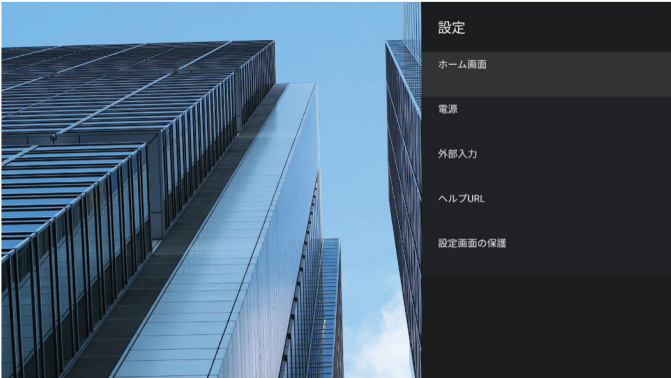 設定
ホーム画面
電源
外部入力
ヘルプURL
設定画面の保護